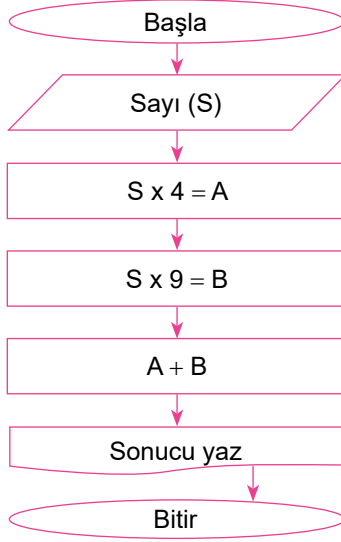 Başla
Sayı (S)
S x 4 = A
S x 9 = B
A + B
Sonucu yaz
Bitir